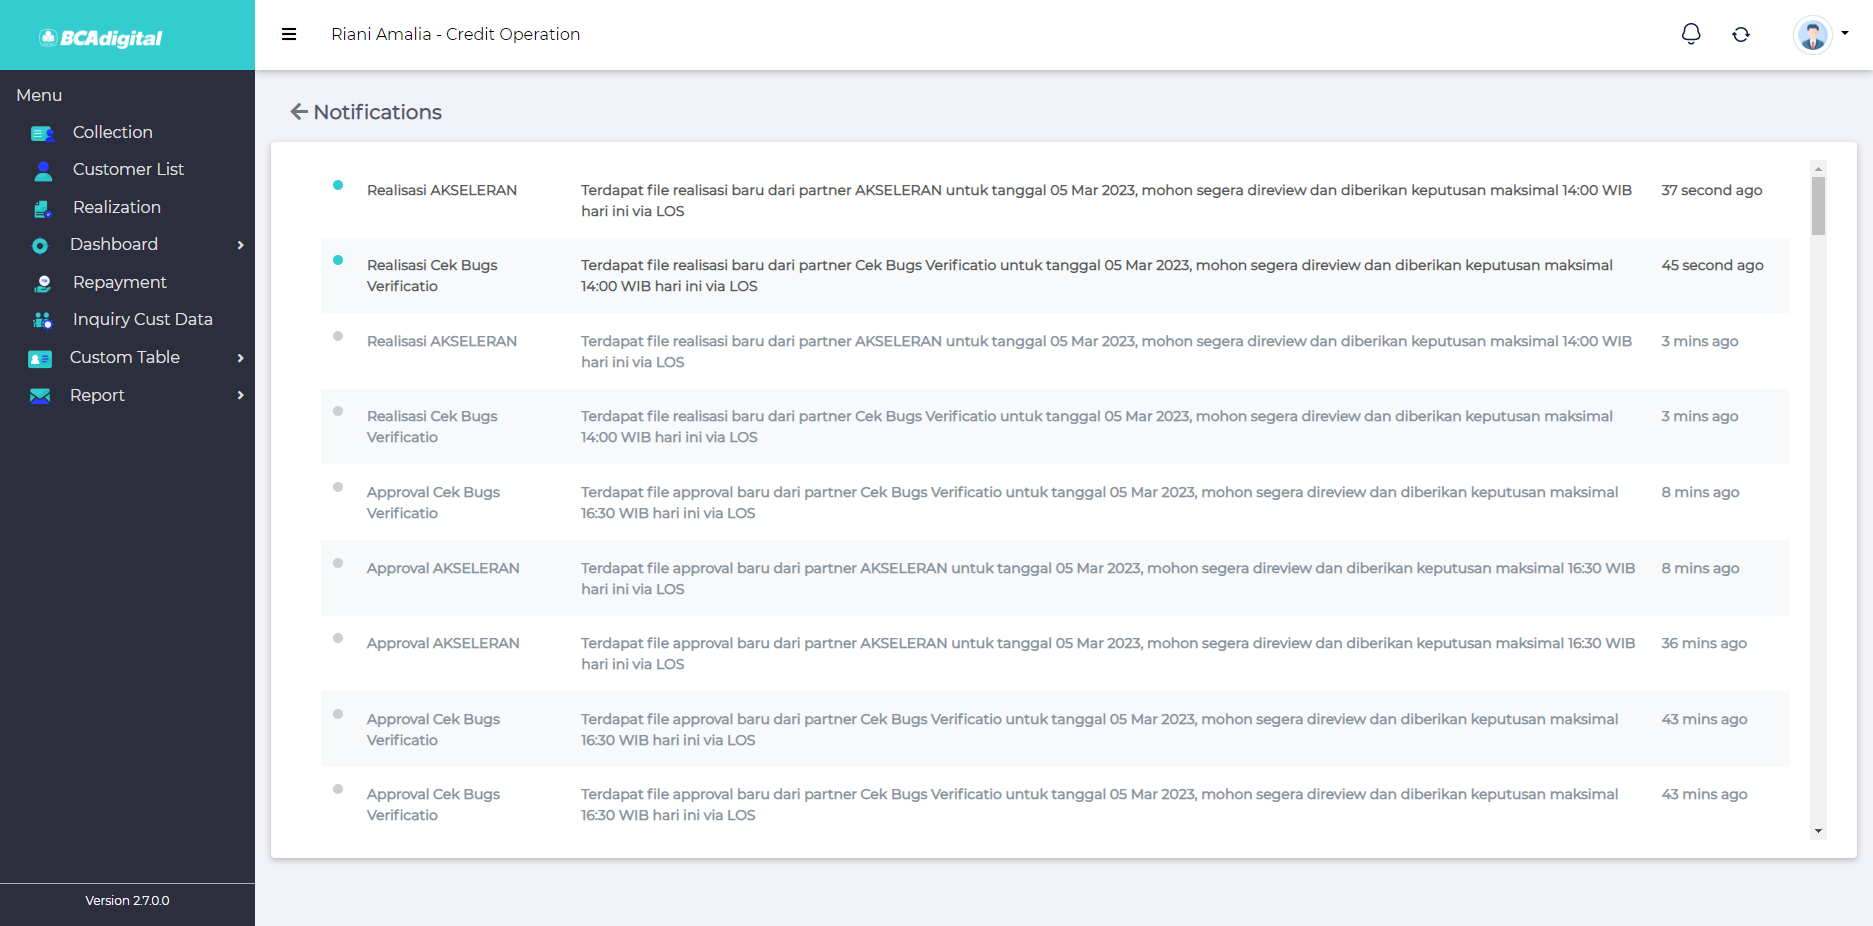 BCAdigital
Riani Amalia - Credit Operation
Menu
Collection
Customer List
Realization
Dashboard
Repayment
Inquiry Cust Data
Custom Table
Report
Version 2.7.0.0
Notifications
Realisasi AKSELERAN
Terdapat file realisasi baru dari partner AKSELERAN untuk tanggal 05 Mar 2023, mohon segera direview dan diberikan keputusan maksimal 14:00 WIB
hari ini via LOS
37 second ago
Realisasi Cek Bugs
Verificatio
Terdapat file realisasi baru dari partner Cek Bugs Verificatio untuk tanggal 05 Mar 2023, mohon segera direview dan diberikan keputusan maksimal
14:00 WIB hari ini via LOS
45 second ago
Realisasi AKSELERAN
Terdapat file realisasi baru dari partner AKSELERAN untuk tanggal 05 Mar 2023, mohon segera direview dan diberikan keputusan maksimal 14:00 WIB
hari ini via LOS
3 mins ago
Realisasi Cek Bugs
Verificatio
Terdapat file realisasi baru dari partner Cek Bugs Verificatio untuk tanggal 05 Mar 2023, mohon segera direview dan diberikan keputusan maksimal
14:00 WIB hari ini via LOS
3 mins ago
Approval Cek Bugs
Verificatio
Terdapat file approval baru dari partner Cek Bugs Verificatio untuk tanggal 05 Mar 2023, mohon segera direview dan diberikan keputusan maksimal
16:30 WIB hari ini via LOS
8 mins ago
Approval AKSELERAN
Terdapat file approval baru dari partner AKSELERAN untuk tanggal 05 Mar 2023, mohon segera direview dan diberikan keputusan maksimal 16:30 WIB
hari ini via LOS
8 mins ago
Approval AKSELERAN
Terdapat file approval baru dari partner AKSELERAN untuk tanggal 05 Mar 2023, mohon segera direview dan diberikan keputusan maksimal 16:30 WIB
hari ini via LOS
36 mins ago
Approval Cek Bugs
Verificatio
Terdapat file approval baru dari partner Cek Bugs Verificatio untuk tanggal 05 Mar 2023, mohon segera direview dan diberikan keputusan maksimal
16:30 WIB hari ini via LOS
43 mins ago
Approval Cek Bugs
Verificatio
Terdapat file approval baru dari partner Cek Bugs Verificatio untuk tanggal 05 Mar 2023, mohon segera direview dan diberikan keputusan maksimal
16:30 WIB hari ini via LOS
43 mins ago